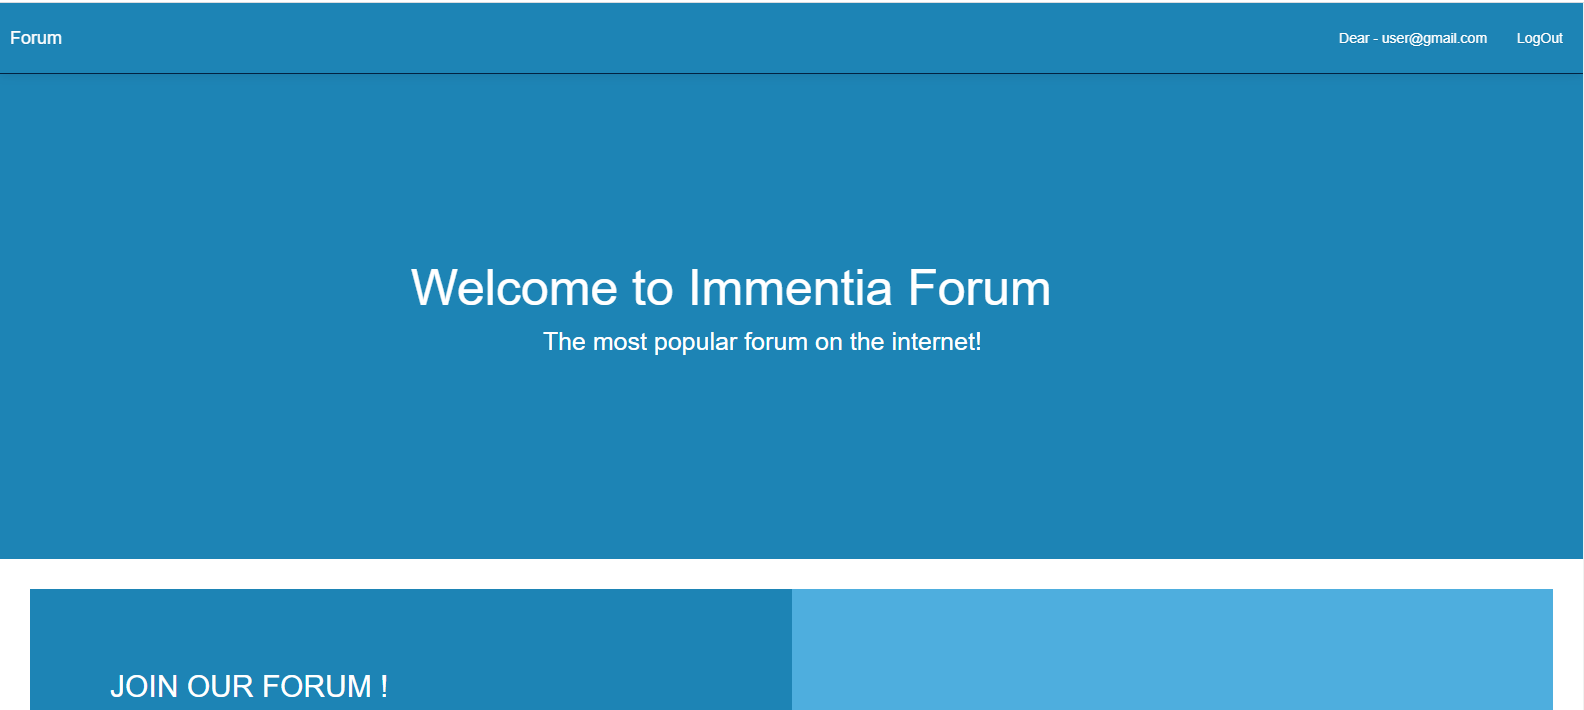 Forum
Dear - user@gmail.com
LogOut
Welcome to Immentia Forum
The most popular forum on the internet!
JOIN OUR FORUM !